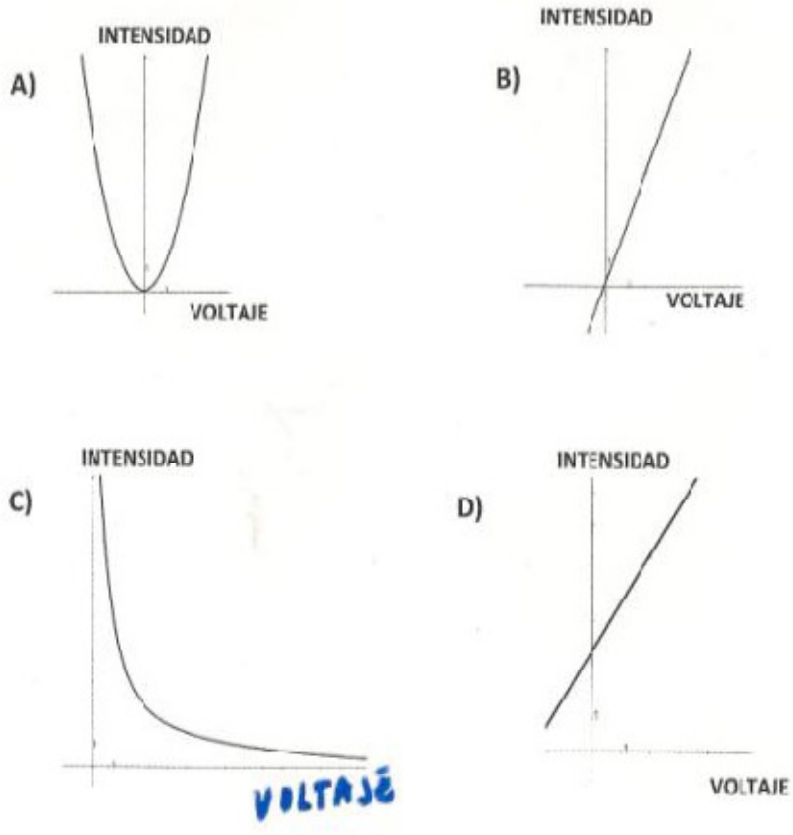 INTENSIDAD
A)
VOLTAJE
INTENSIDAD
B)
VOLTAJE
INTENSIDAD
C)
VOLTAJE
INTENSIDAD
D)
VOLTAJE